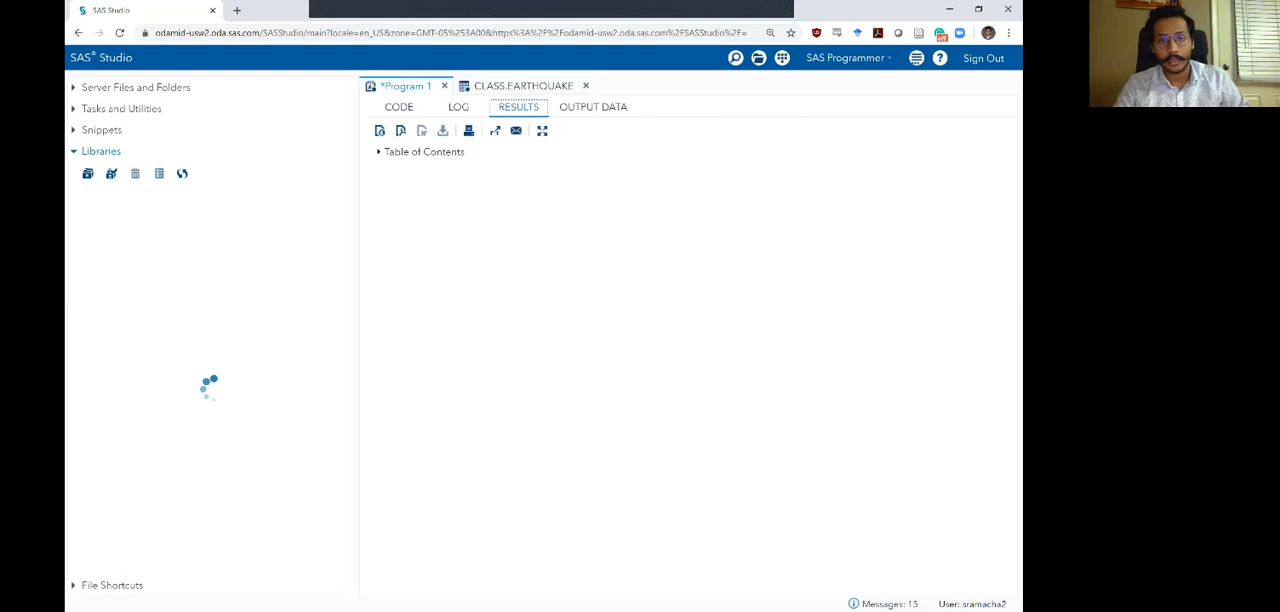 SAS Studio
odamid-usw2.oda.sas.com/SASStudio/main?locale=en_US&zone=GMT-05%253A00&https%3A%2F%2Fodamid-usw2.oda.sas.com%2FSASStudio%2F=
SAS® Studio
SAS Programmer
Sign Out
Server Files and Folders
Tasks and Utilities
Snippets
Libraries
File Shortcuts
*Program 1
CLASS.EARTHQUAKE
CODE LOG RESULTS OUTPUT DATA
Table of Contents
Messages: 15 User: sramacha2